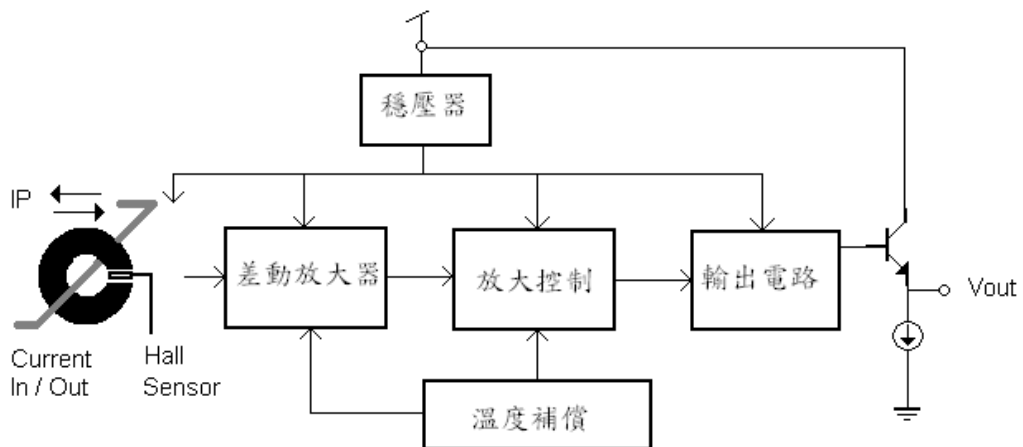 穩壓器
IP
差動放大器
放大控制
輸出電路
Vout
Current
In / Out
Hall
Sensor
溫度補償